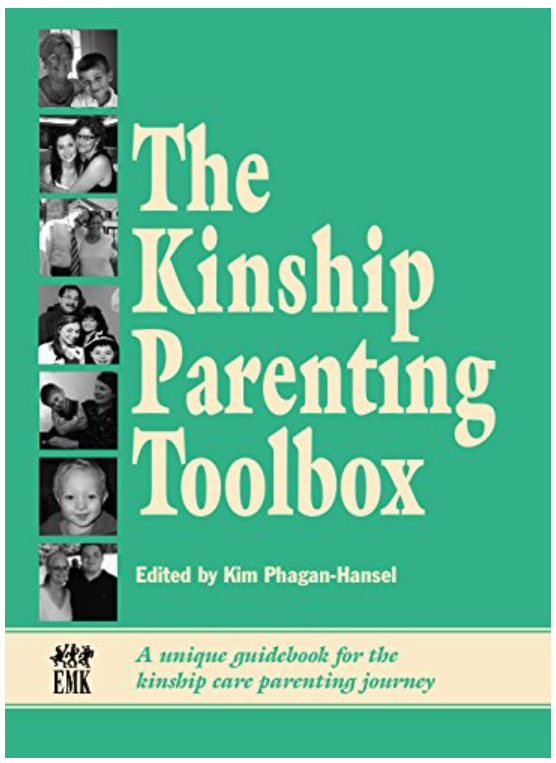 The
Kinship
Parenting
Toolbox
Edited by Kim Phagan-Hansel
A unique guidebook for the
kinship care parenting journey
EMK